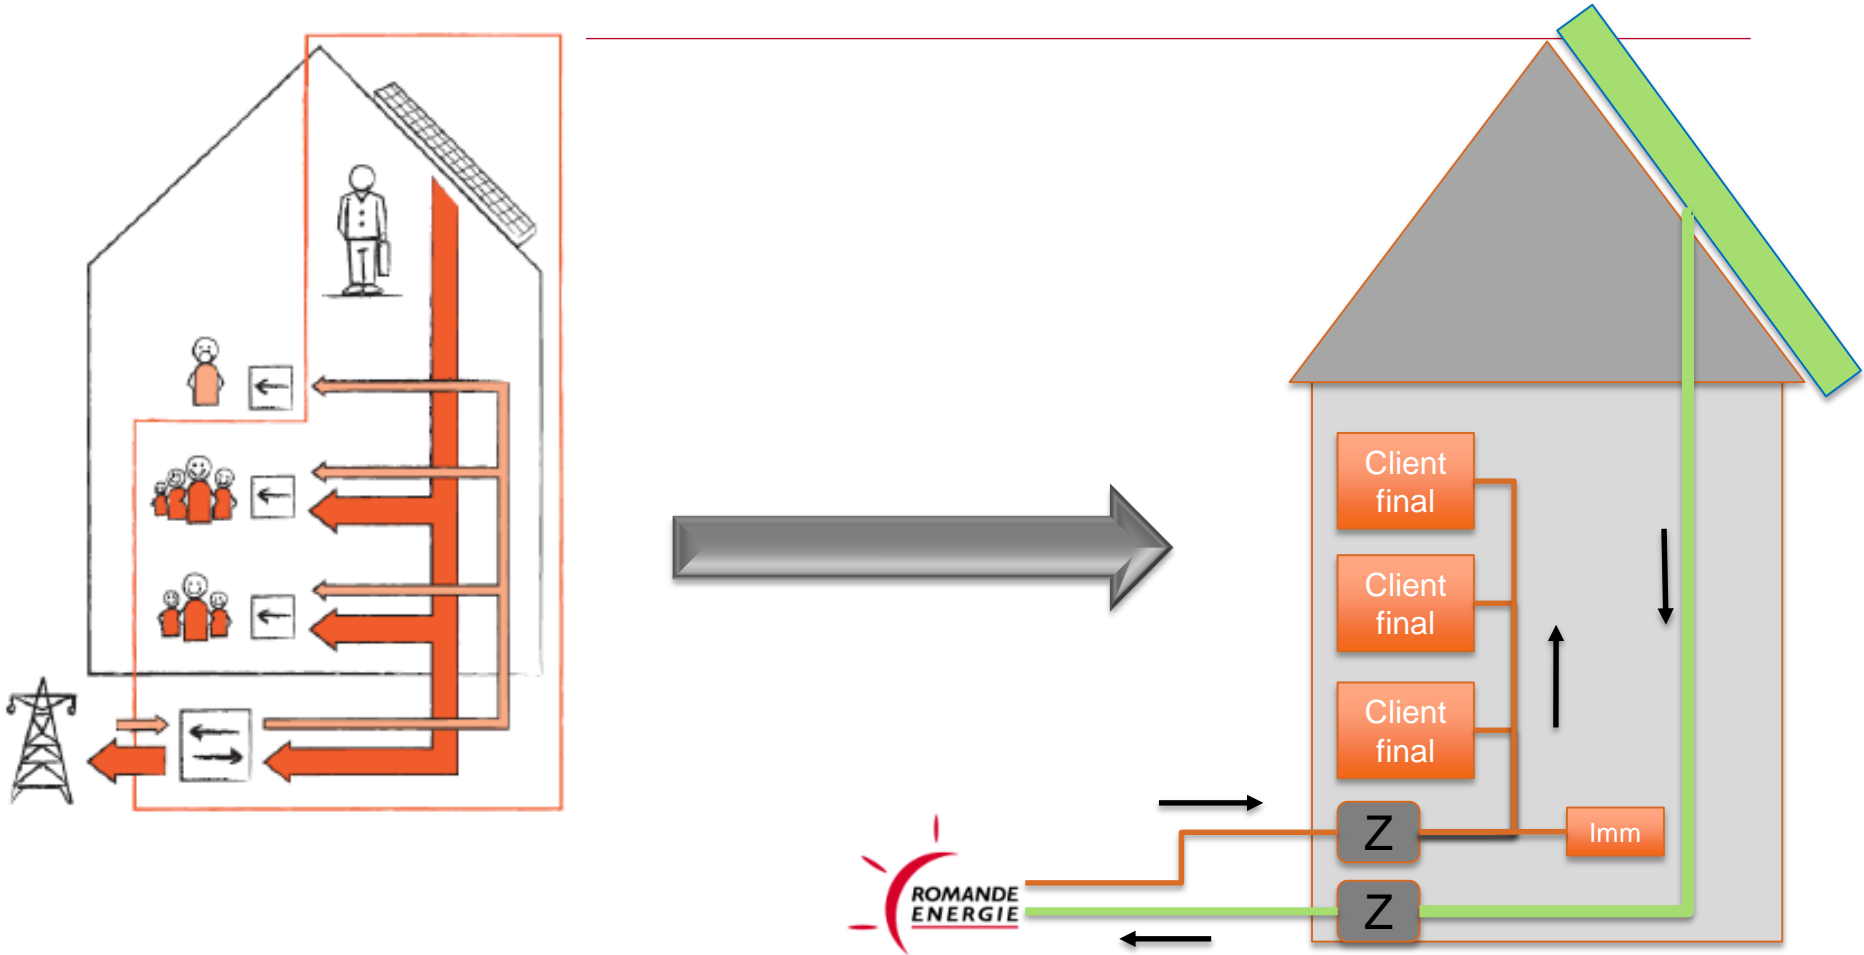 Client
final
Client
final
Client
final
Z
Imm
ROMANDE
ENERGIE
Z